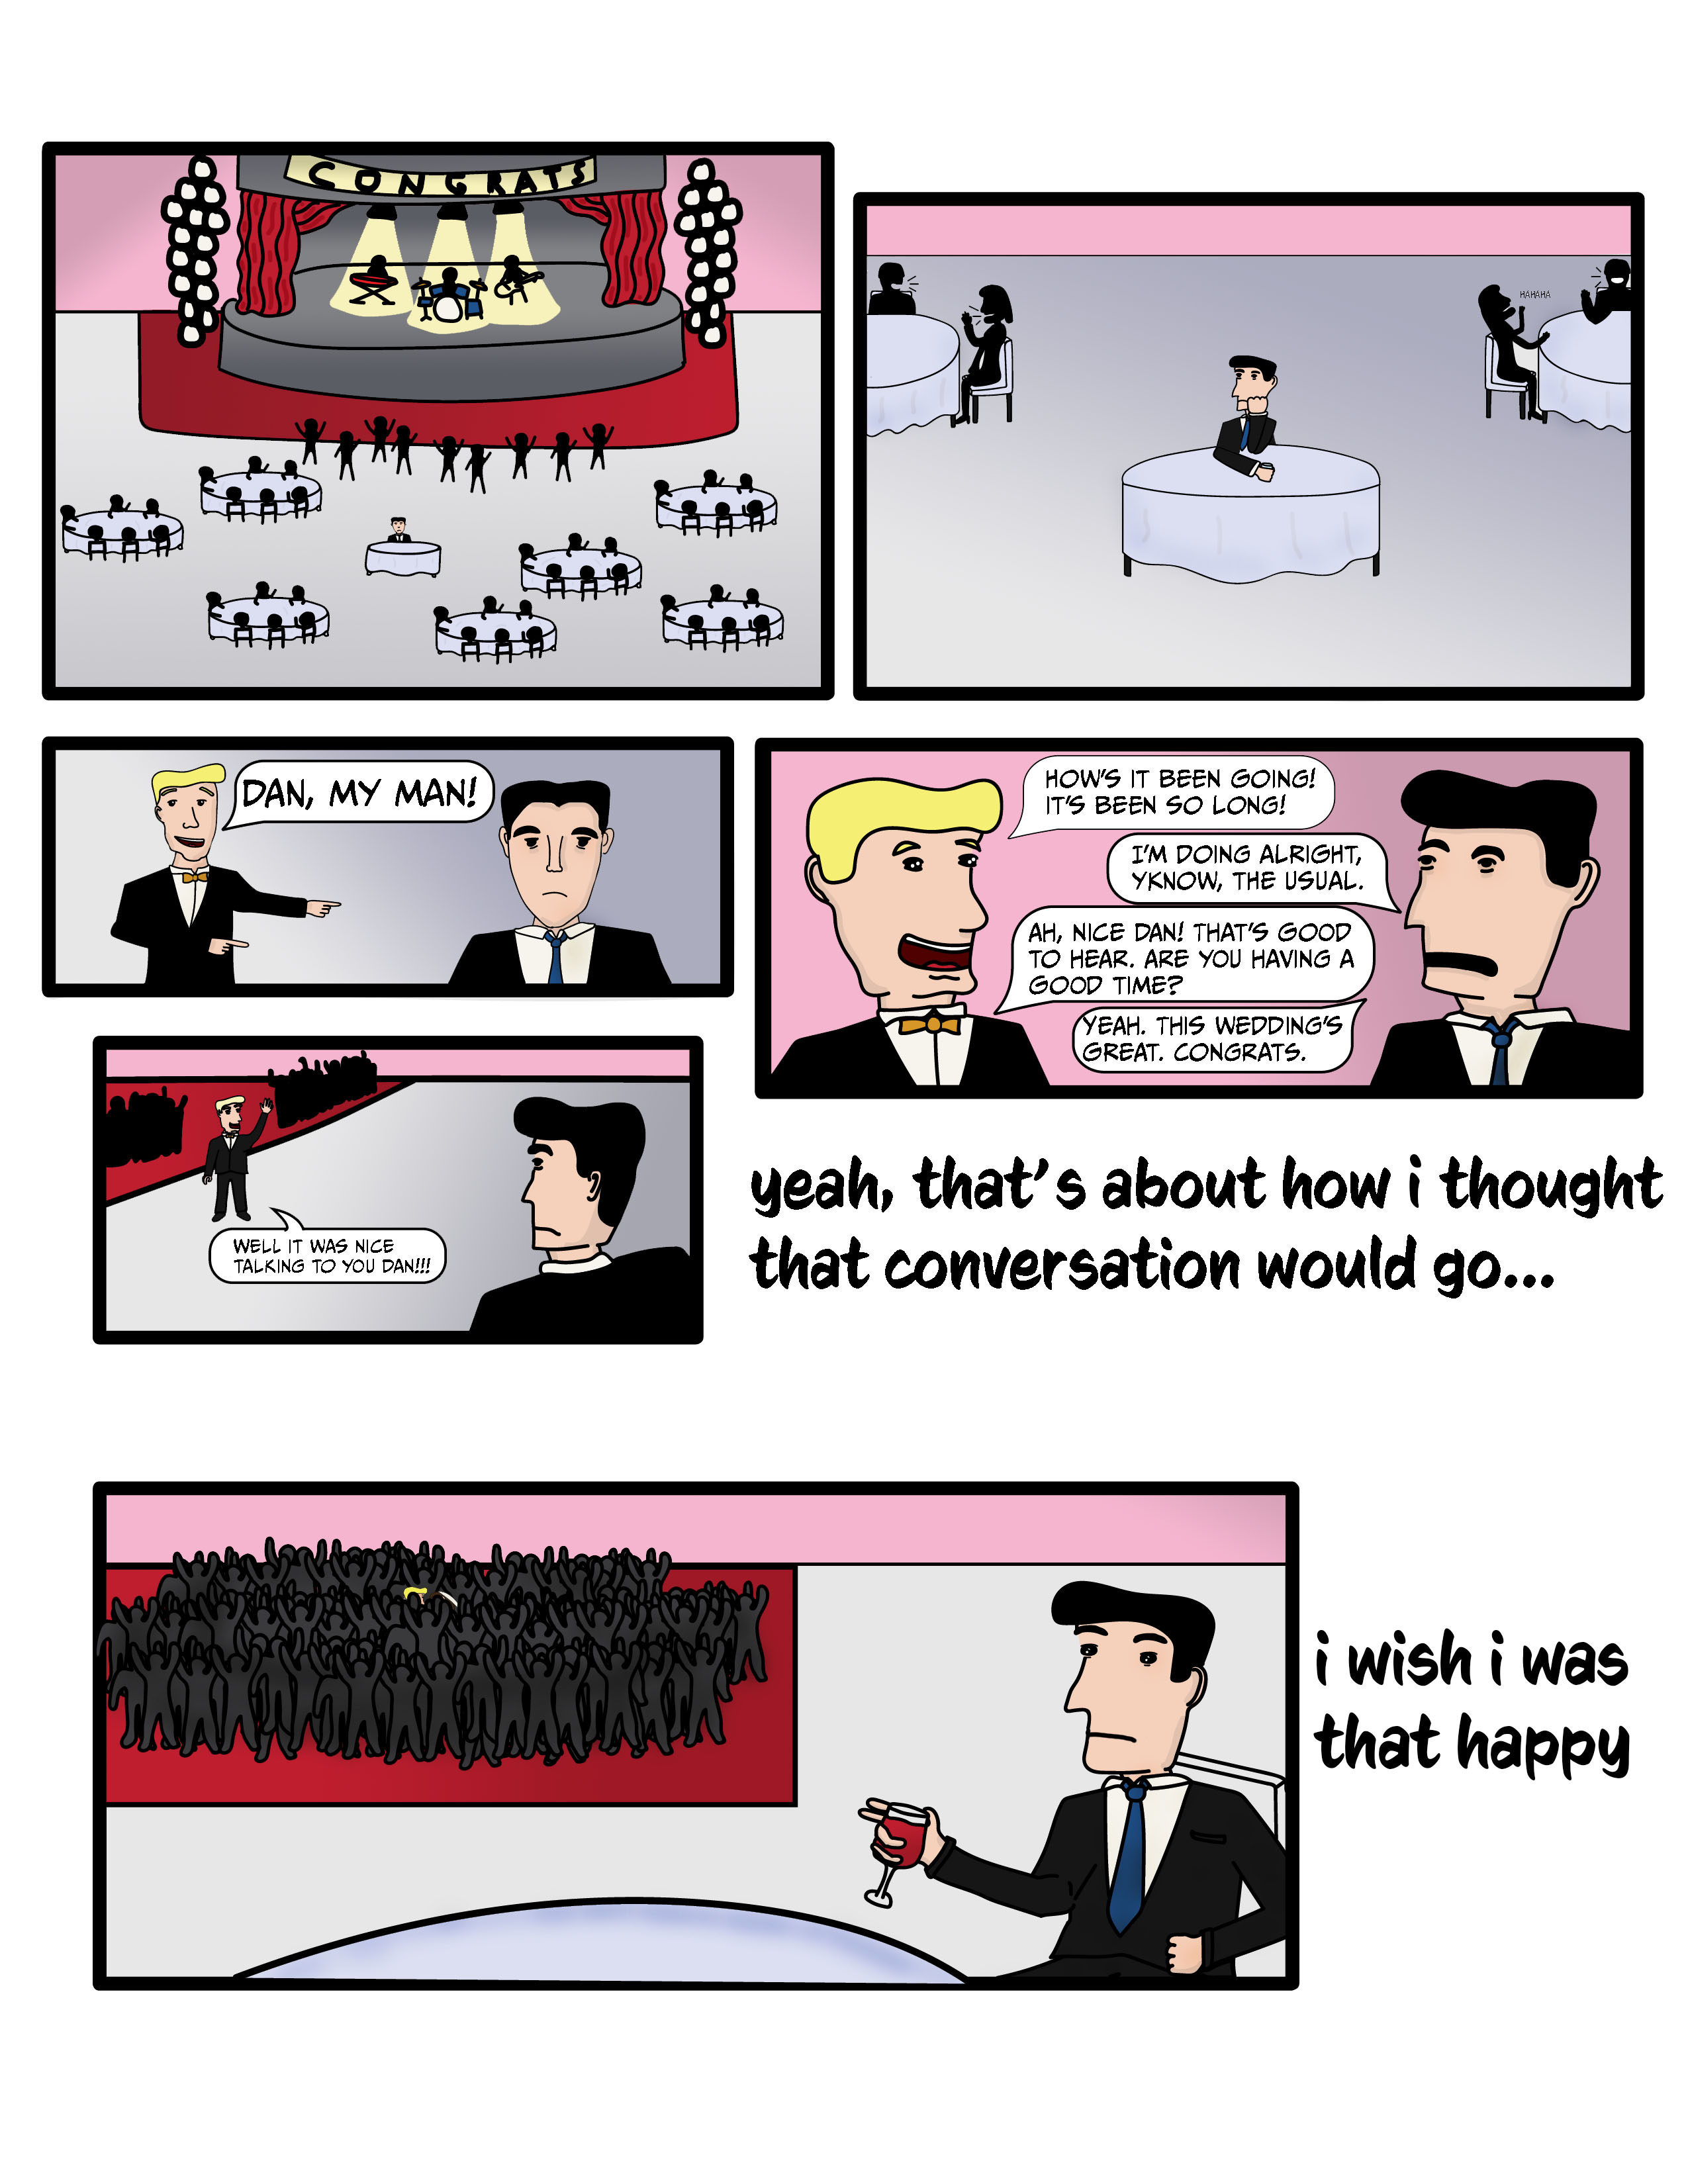 CONGRATS
HAHAHA
DAN, MY MAN!
HOW'S IT BEEN GOING!
IT'S BEEN SO LONG!
I'M DOING ALRIGHT,
YKNOW, THE USUAL.
AH, NICE DAN! THAT'S GOOD
TO HEAR. ARE YOU HAVING A
GOOD TIME?
YEAH. THIS WEDDING'S
GREAT. CONGRATS.
WELL IT WAS NICE
TALKING TO YOU DAN!!!
yeah, that's about how i thought
that conversation would go...
i wish i was
that happy